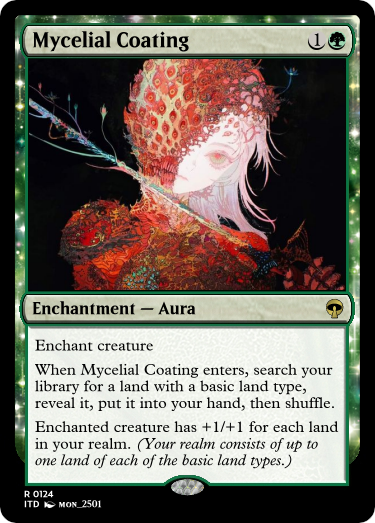 Mycelial Coating 1
Enchantment — Aura
Enchant creature
When Mycelial Coating enters, search your
library for a land with a basic land type,
reveal it, put it into your hand, then shuffle.
Enchanted creature has +1/+1 for each land
in your realm. (Your realm consists of up to
one land of each of the basic land types.)
R 0124
ITD MON_2501